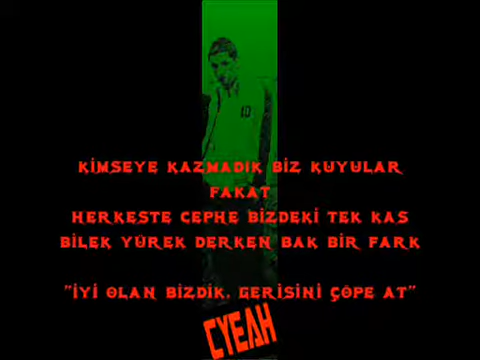 KİMSEYE KAZMADIK BİZ KUYULAR
FAKAT
HERKESTE CEPHE BİZDEKİ TEK KAS
BİLEK YÜREK DERKEN BAK BİR FARK
"İYİ OLAN BİZDİK, GERİSİNİ ÇÖPE AT"
CYEAH